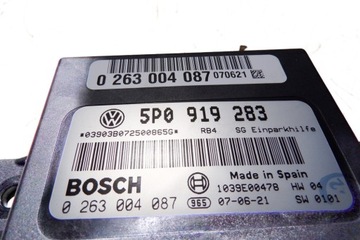 0 263 004 087 070621
5P0 919 283
*03903B072500865G* RB4 SG Einparkhilfe
Made in Spain
BOSCH 1039E00478 HW 04
0 263 004 087 965 07-06-21 SW 0101